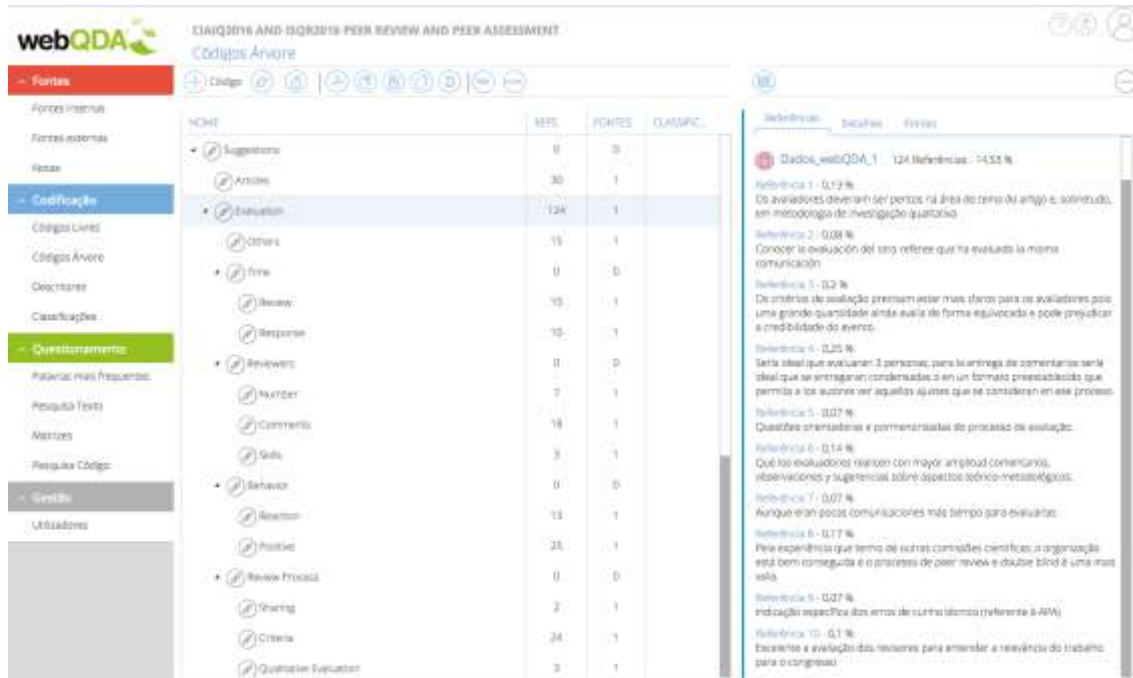 webQDA
CIAIQ2016 AND ISQR2016 PEER REVIEW AND PEER ASSESSMENT
Códigos Árvore
Fontes
Fontes internas
Fontes externas
Notas
Codificação
Códigos Livres
Códigos Árvore
Descritores
Classificações
Questionamento
Palavras mais frequentes
Pesquisa Texto
Matrizes
Pesquisa Código
Gestão
Utilizadores
Código
NOME REFS. FONTES CLASSIFIC...
Suggestions 0 0
Articles 30 1
Evaluation 124 1
Others 15 1
Time 0 0
Review 10 1
Response 10 1
Reviewers 0 0
Number 7 1
Comments 18 1
Skills 3 1
Behavior 0 0
Reaction 13 1
Positive 25 1
Review Process 0 0
Sharing 2 1
Criteria 24 1
Qualitative Evaluation 3 1
Referências Detalhes Fontes
Dados_webQDA_1 124 Referências - 14,53 %
Referência 1 - 0,13 %
Os avaliadores deveriam ser peritos na área do tema do artigo e, sobretudo,
em metodologia de investigação qualitativa
Referência 2 - 0,08 %
Conocer la evaluación del otro referee que ha evaluado la misma
comunicación
Referência 3 - 0,2 %
Os critérios de avaliação precisam estar mais claros para os avaliadores pois
uma grande quantidade ainda avalia de forma equivocada e pode prejudicar
a credibilidade do evento.
Referência 4 - 0,25 %
Sería ideal que evaluaran 3 personas, para la entrega de comentarios sería
ideal que se entregaran condensadas o en un formato preestablecido que
permita a los autores ver aquellos ajustes que se consideran en ese proceso.
Referência 5 - 0,07 %
Questões orientadoras e pormenorizadas do processo de avaliação.
Referência 6 - 0,14 %
Que los evaluadores realicen con mayor amplitud comentarios,
observaciones y sugerencias sobre aspectos teórico-metodológicos.
Referência 7 - 0,07 %
Aunque eran pocas comunicaciones más tiempo para evaluarlas
Referência 8 - 0,17 %
Pela experiência que tenho de outras comissões científicas, a organização
está bem conseguida e o processo de peer review e double blind é uma mais
valia.
Referência 9 - 0,07 %
Indicação específica dos erros de cunho técnico (referente à APA)
Referência 10 - 0,1 %
Excelente a avaliação dos revisores para entender a relevância do trabalho
para o congresso